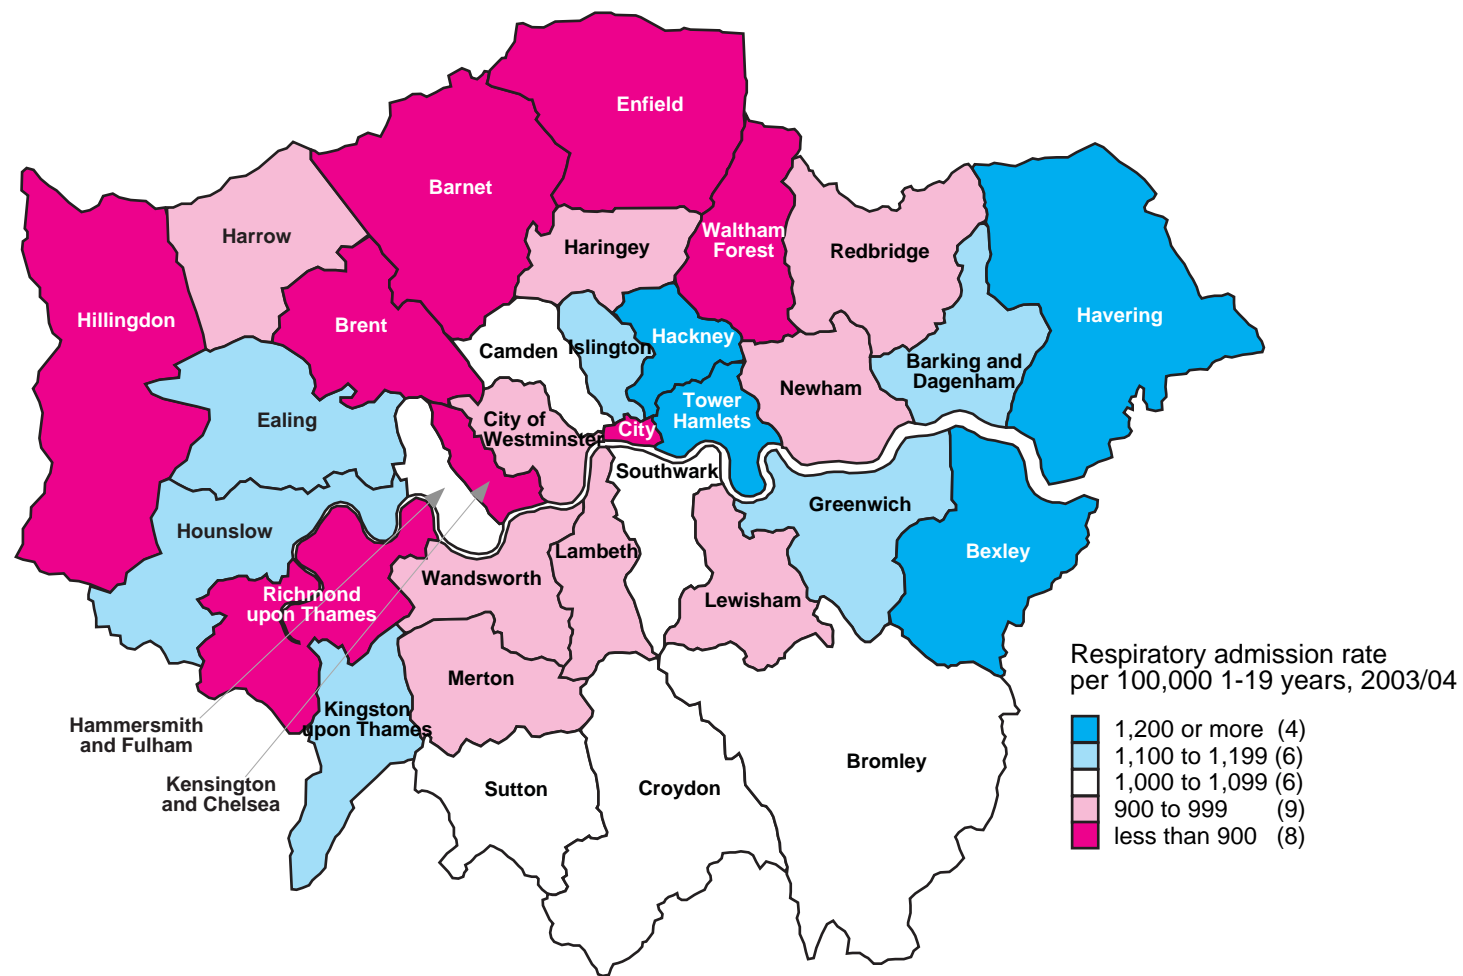 Enfield
Barnet
Waltham
Forest
Harrow
Haringey
Redbridge
Hillingdon
Brent
Havering
Camden
Islington
Hackney
Barking and
Dagenham
Newham
Tower
Hamlets
Ealing
City of
Westminster
City
Southwark
Greenwich
Hounslow
Bexley
Lambeth
Wandsworth
Richmond
upon Thames
Lewisham
Merton
Kingston
upon Thames
Hammersmith
and Fulham
Kensington
and Chelsea
Sutton
Croydon
Bromley
Respiratory admission rate
per 100,000 1-19 years, 2003/04
1,200 or more (4)
1,100 to 1,199 (6)
1,000 to 1,099 (6)
900 to 999 (9)
less than 900 (8)